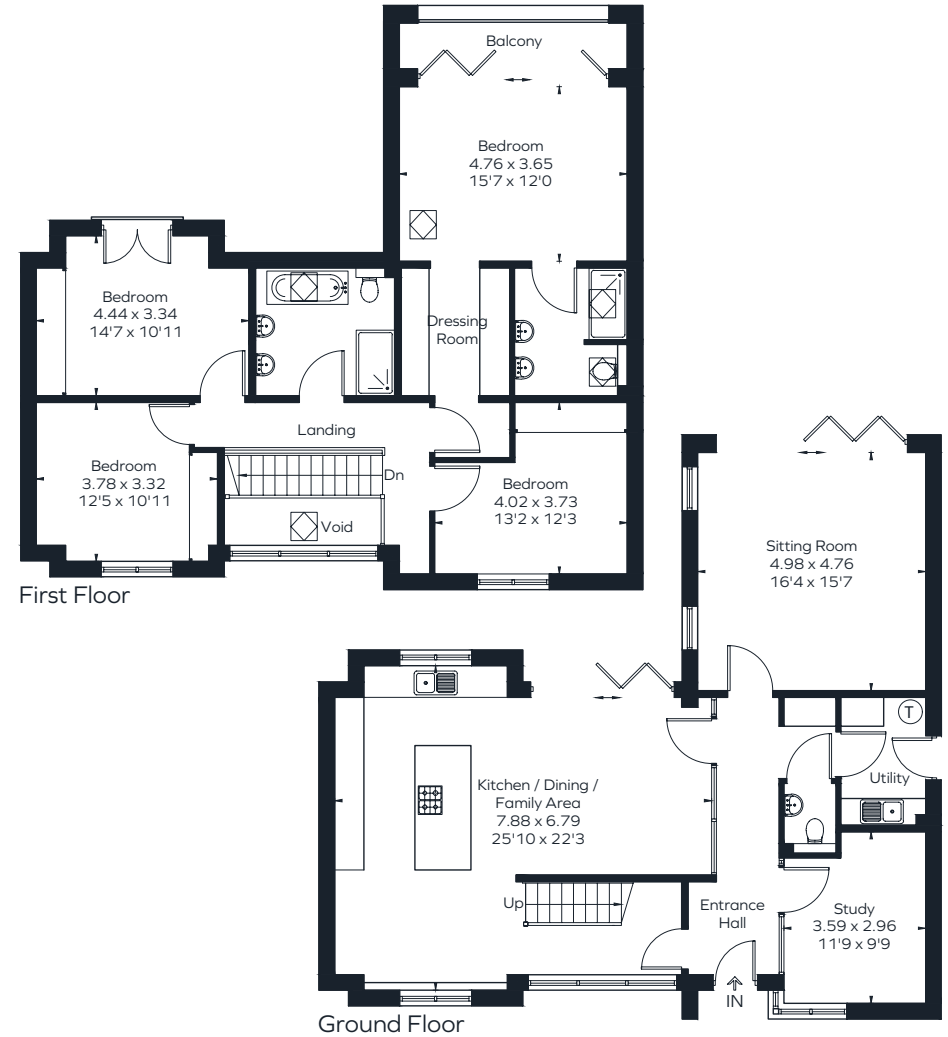 Balcony
Bedroom
4.76 x 3.65
15'7 x 12'0
Bedroom
4.44 x 3.34
14'7 x 10'11
Dressing
Room
Landing
Bedroom
3.78 x 3.32
12'5 x 10'11
Dn
Void
Bedroom
4.02 x 3.73
13'2 x 12'3
First Floor
Sitting Room
4.98 x 4.76
16'4 x 15'7
T
Utility
Kitchen / Dining /
Family Area
7.88 x 6.79
25'10 x 22'3
Up
Entrance
Hall
Study
3.59 x 2.96
11'9 x 9'9
IN
Ground Floor